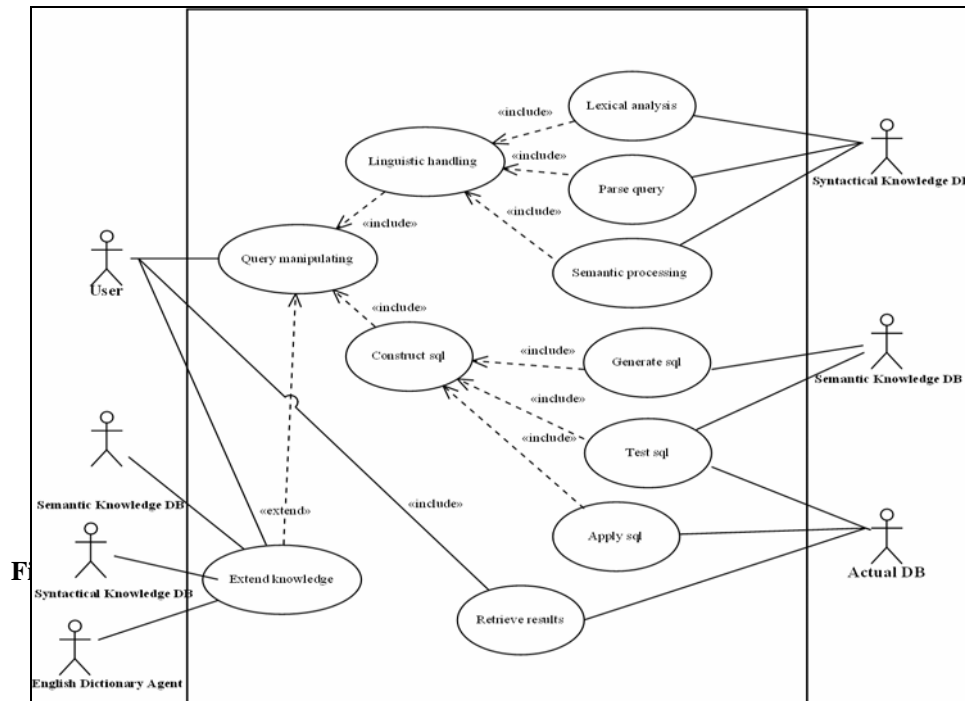 Lexical analysis
«include»
Linguistic handling
«include»
Parse query
Syntactical Knowledge DB
«include»
«include»
User
Query manipulating
Semantic processing
«include»
Construct sql
«include»
Generate sql
Semantic Knowledge DB
«include»
«include»
Test sql
Semantic Knowledge DB
«include»
«extend»
Apply sql
Actual DB
Fi
Extend knowledge
Syntactical Knowledge DB
Retrieve results
English Dictionary Agent